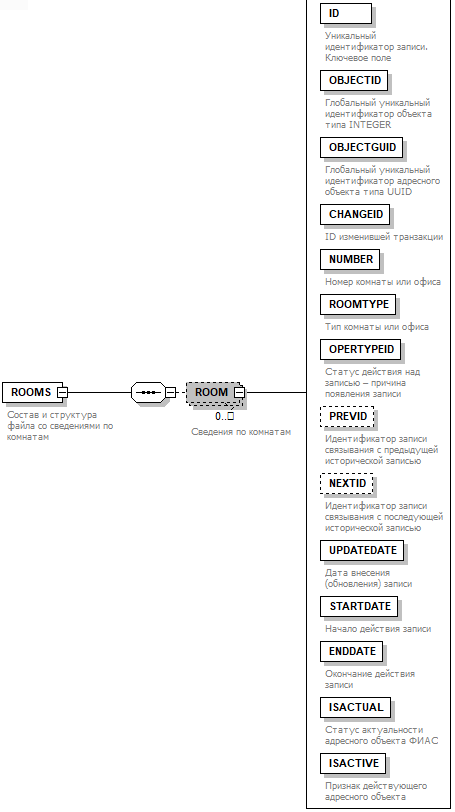 ROOMS
Состав и структура
файла со сведениями по
комнатам
ROOM
0..
Сведения по комнатам
ID
Уникальный
идентификатор записи.
Ключевое поле
OBJECTID
Глобальный уникальный
идентификатор объекта
типа INTEGER
OBJECTGUID
Глобальный уникальный
идентификатор адресного
объекта типа UUID
CHANGEID
ID изменившей транзакции
NUMBER
Номер комнаты или офиса
ROOMTYPE
Тип комнаты или офиса
OPERTYPEID
Статус действия над
записью – причина
появления записи
PREVID
Идентификатор записи
связывания с предыдущей
исторической записью
NEXTID
Идентификатор записи
связывания с последующей
исторической записью
UPDATEDATE
Дата внесения
(обновления) записи
STARTDATE
Начало действия записи
ENDDATE
Окончание действия
записи
ISACTUAL
Статус актуальности
адресного объекта ФИАС
ISACTIVE
Признак действующего
адресного объекта